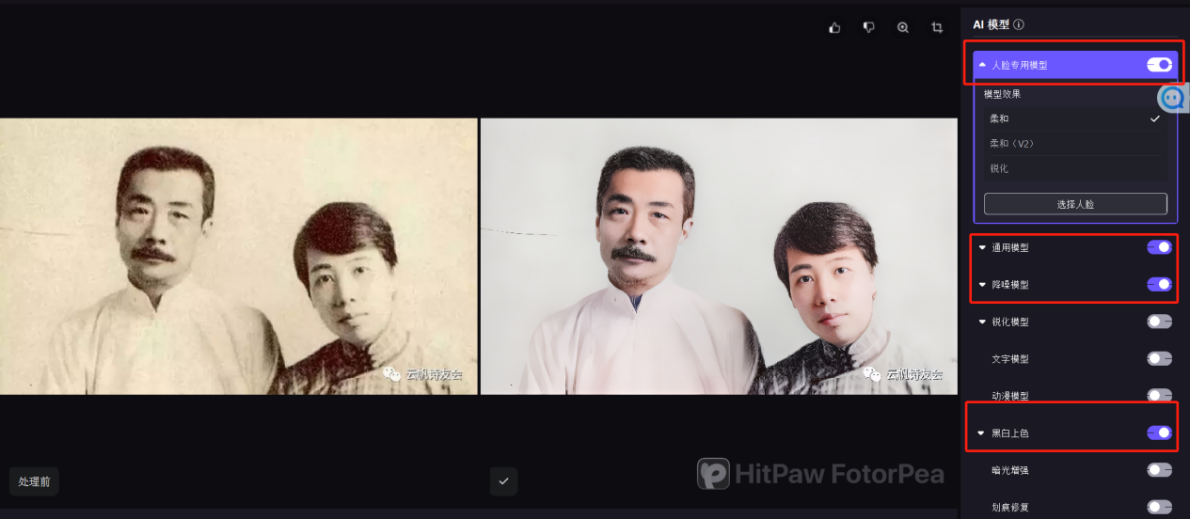 AI 模型
人脸专用模型
模型效果
柔和
柔和（V2）
锐化
选择人脸
通用模型
降噪模型
锐化模型
文字模型
动漫模型
黑白上色
暗光增强
划痕修复
云帆诗友会
云帆诗友会
处理前
HitPaw FotorPea